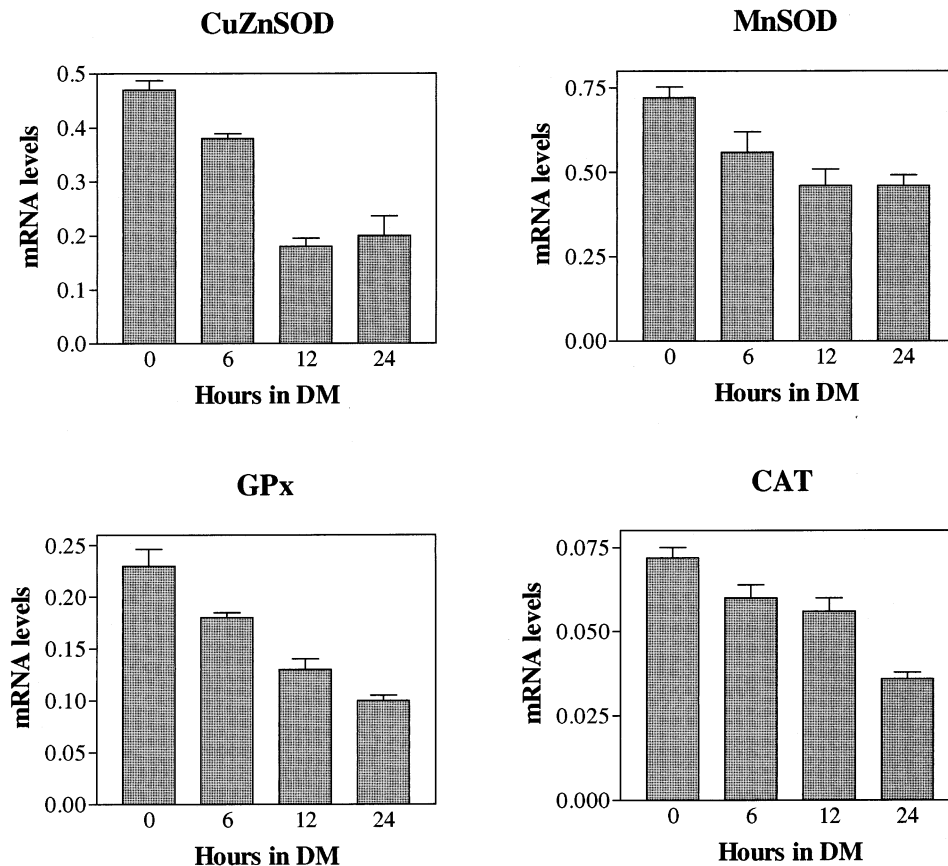 CuZnSOD
mRNA levels
0.5
0.4
0.3
0.2
0.1
0.0
0 6 12 24
Hours in DM
MnSOD
mRNA levels
0.75
0.50
0.25
0.00
0 6 12 24
Hours in DM
GPx
mRNA levels
0.25
0.20
0.15
0.10
0.05
0.00
0 6 12 24
Hours in DM
CAT
mRNA levels
0.075
0.050
0.025
0.000
0 6 12 24
Hours in DM